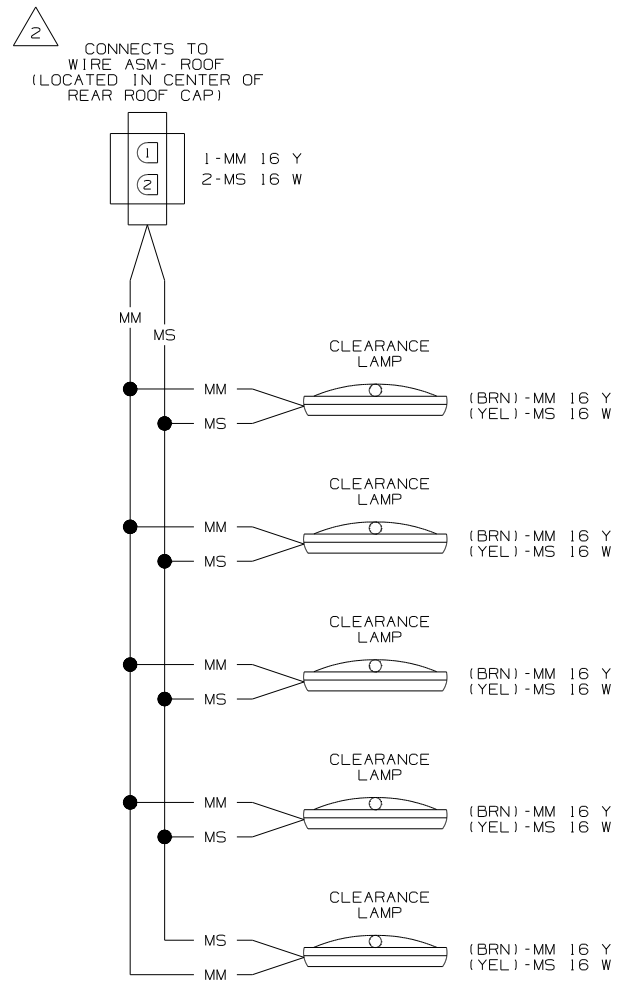 2
CONNECTS TO
WIRE ASM- ROOF
(LOCATED IN CENTER OF
REAR ROOF CAP)
1
2
1-MM 16 Y
2-MS 16 W
MM
MS
CLEARANCE
LAMP
MM
MS
(BRN)-MM 16 Y
(YEL)-MS 16 W
CLEARANCE
LAMP
MM
MS
(BRN)-MM 16 Y
(YEL)-MS 16 W
CLEARANCE
LAMP
MM
MS
(BRN)-MM 16 Y
(YEL)-MS 16 W
CLEARANCE
LAMP
MM
MS
(BRN)-MM 16 Y
(YEL)-MS 16 W
CLEARANCE
LAMP
MS
MM
(BRN)-MM 16 Y
(YEL)-MS 16 W